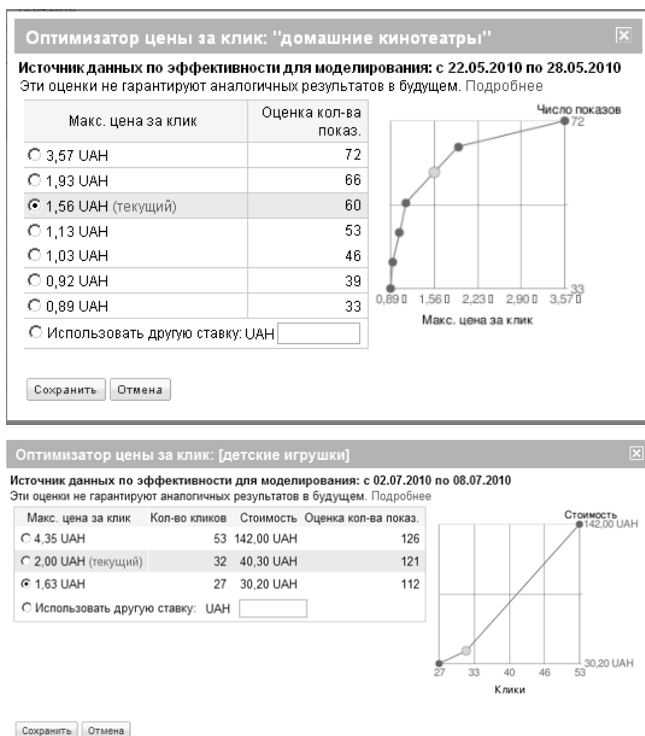 Оптимизатор цены за клик: "домашние кинотеатры"
Источник данных по эффективности для моделирования: с 22.05.2010 по 28.05.2010
Эти оценки не гарантируют аналогичных результатов в будущем. Подробнее
Макс. цена за клик Оценка кол-ва показ.
3,57 UAH 72
1,93 UAH 66
1,56 UAH (текущий) 60
1,13 UAH 53
1,03 UAH 46
0,92 UAH 39
0,89 UAH 33
Использовать другую ставку: UAH
Число показов
72
33
0,89 1,56 2,23 2,90 3,57
Макс. цена за клик
Сохранить Отмена
Оптимизатор цены за клик: [детские игрушки]
Источник данных по эффективности для моделирования: с 02.07.2010 по 08.07.2010
Эти оценки не гарантируют аналогичных результатов в будущем. Подробнее
Макс. цена за клик Кол-во кликов Стоимость Оценка кол-ва показ.
4,35 UAH 53 142,00 UAH 126
2,00 UAH (текущий) 32 40,30 UAH 121
1,63 UAH 27 30,20 UAH 112
Использовать другую ставку: UAH
Стоимость
142,00 UAH
30,20 UAH
27 33 40 46 53
Клики
Сохранить Отмена